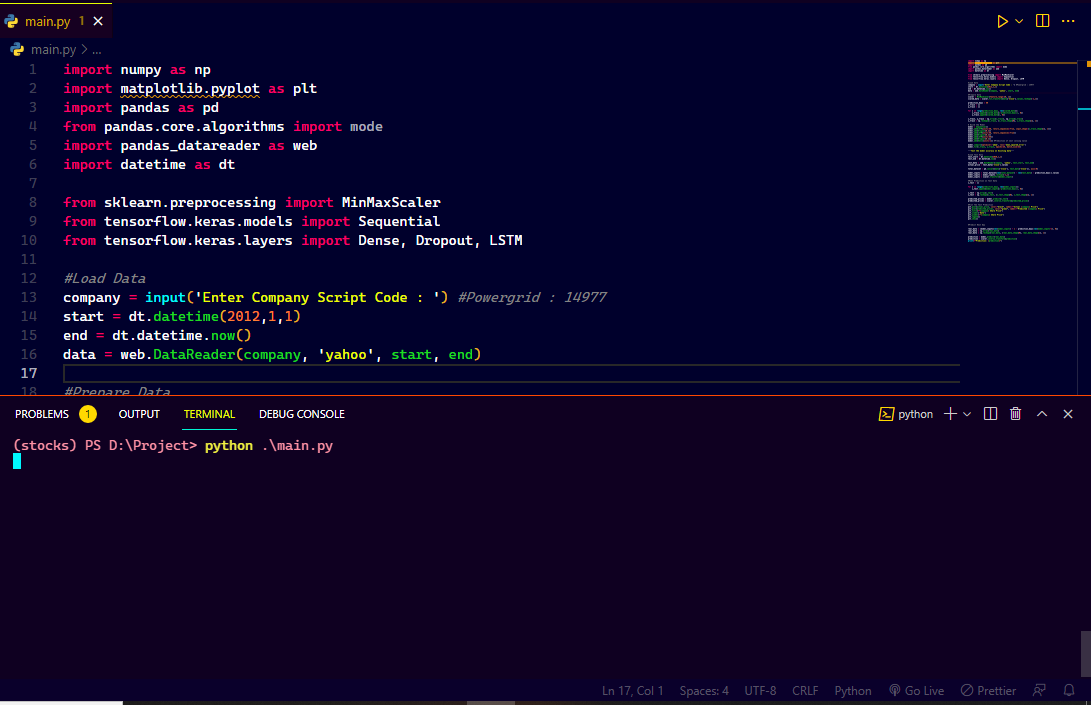 main.py 1
main.py > ...
1 import numpy as np
2 import matplotlib.pyplot as plt
3 import pandas as pd
4 from pandas.core.algorithms import mode
5 import pandas_datareader as web
6 import datetime as dt
7
8 from sklearn.preprocessing import MinMaxScaler
9 from tensorflow.keras.models import Sequential
10 from tensorflow.keras.layers import Dense, Dropout, LSTM
11
12 #Load Data
13 company = input('Enter Company Script Code : ') #Powergrid : 14977
14 start = dt.datetime(2012,1,1)
15 end = dt.datetime.now()
16 data = web.DataReader(company, 'yahoo', start, end)
17
18 #Prepare Data
PROBLEMS 1 OUTPUT TERMINAL DEBUG CONSOLE python
(stocks) PS D:\Project> python .\main.py
Ln 17, Col 1 Spaces: 4 UTF-8 CRLF Python Go Live Prettier